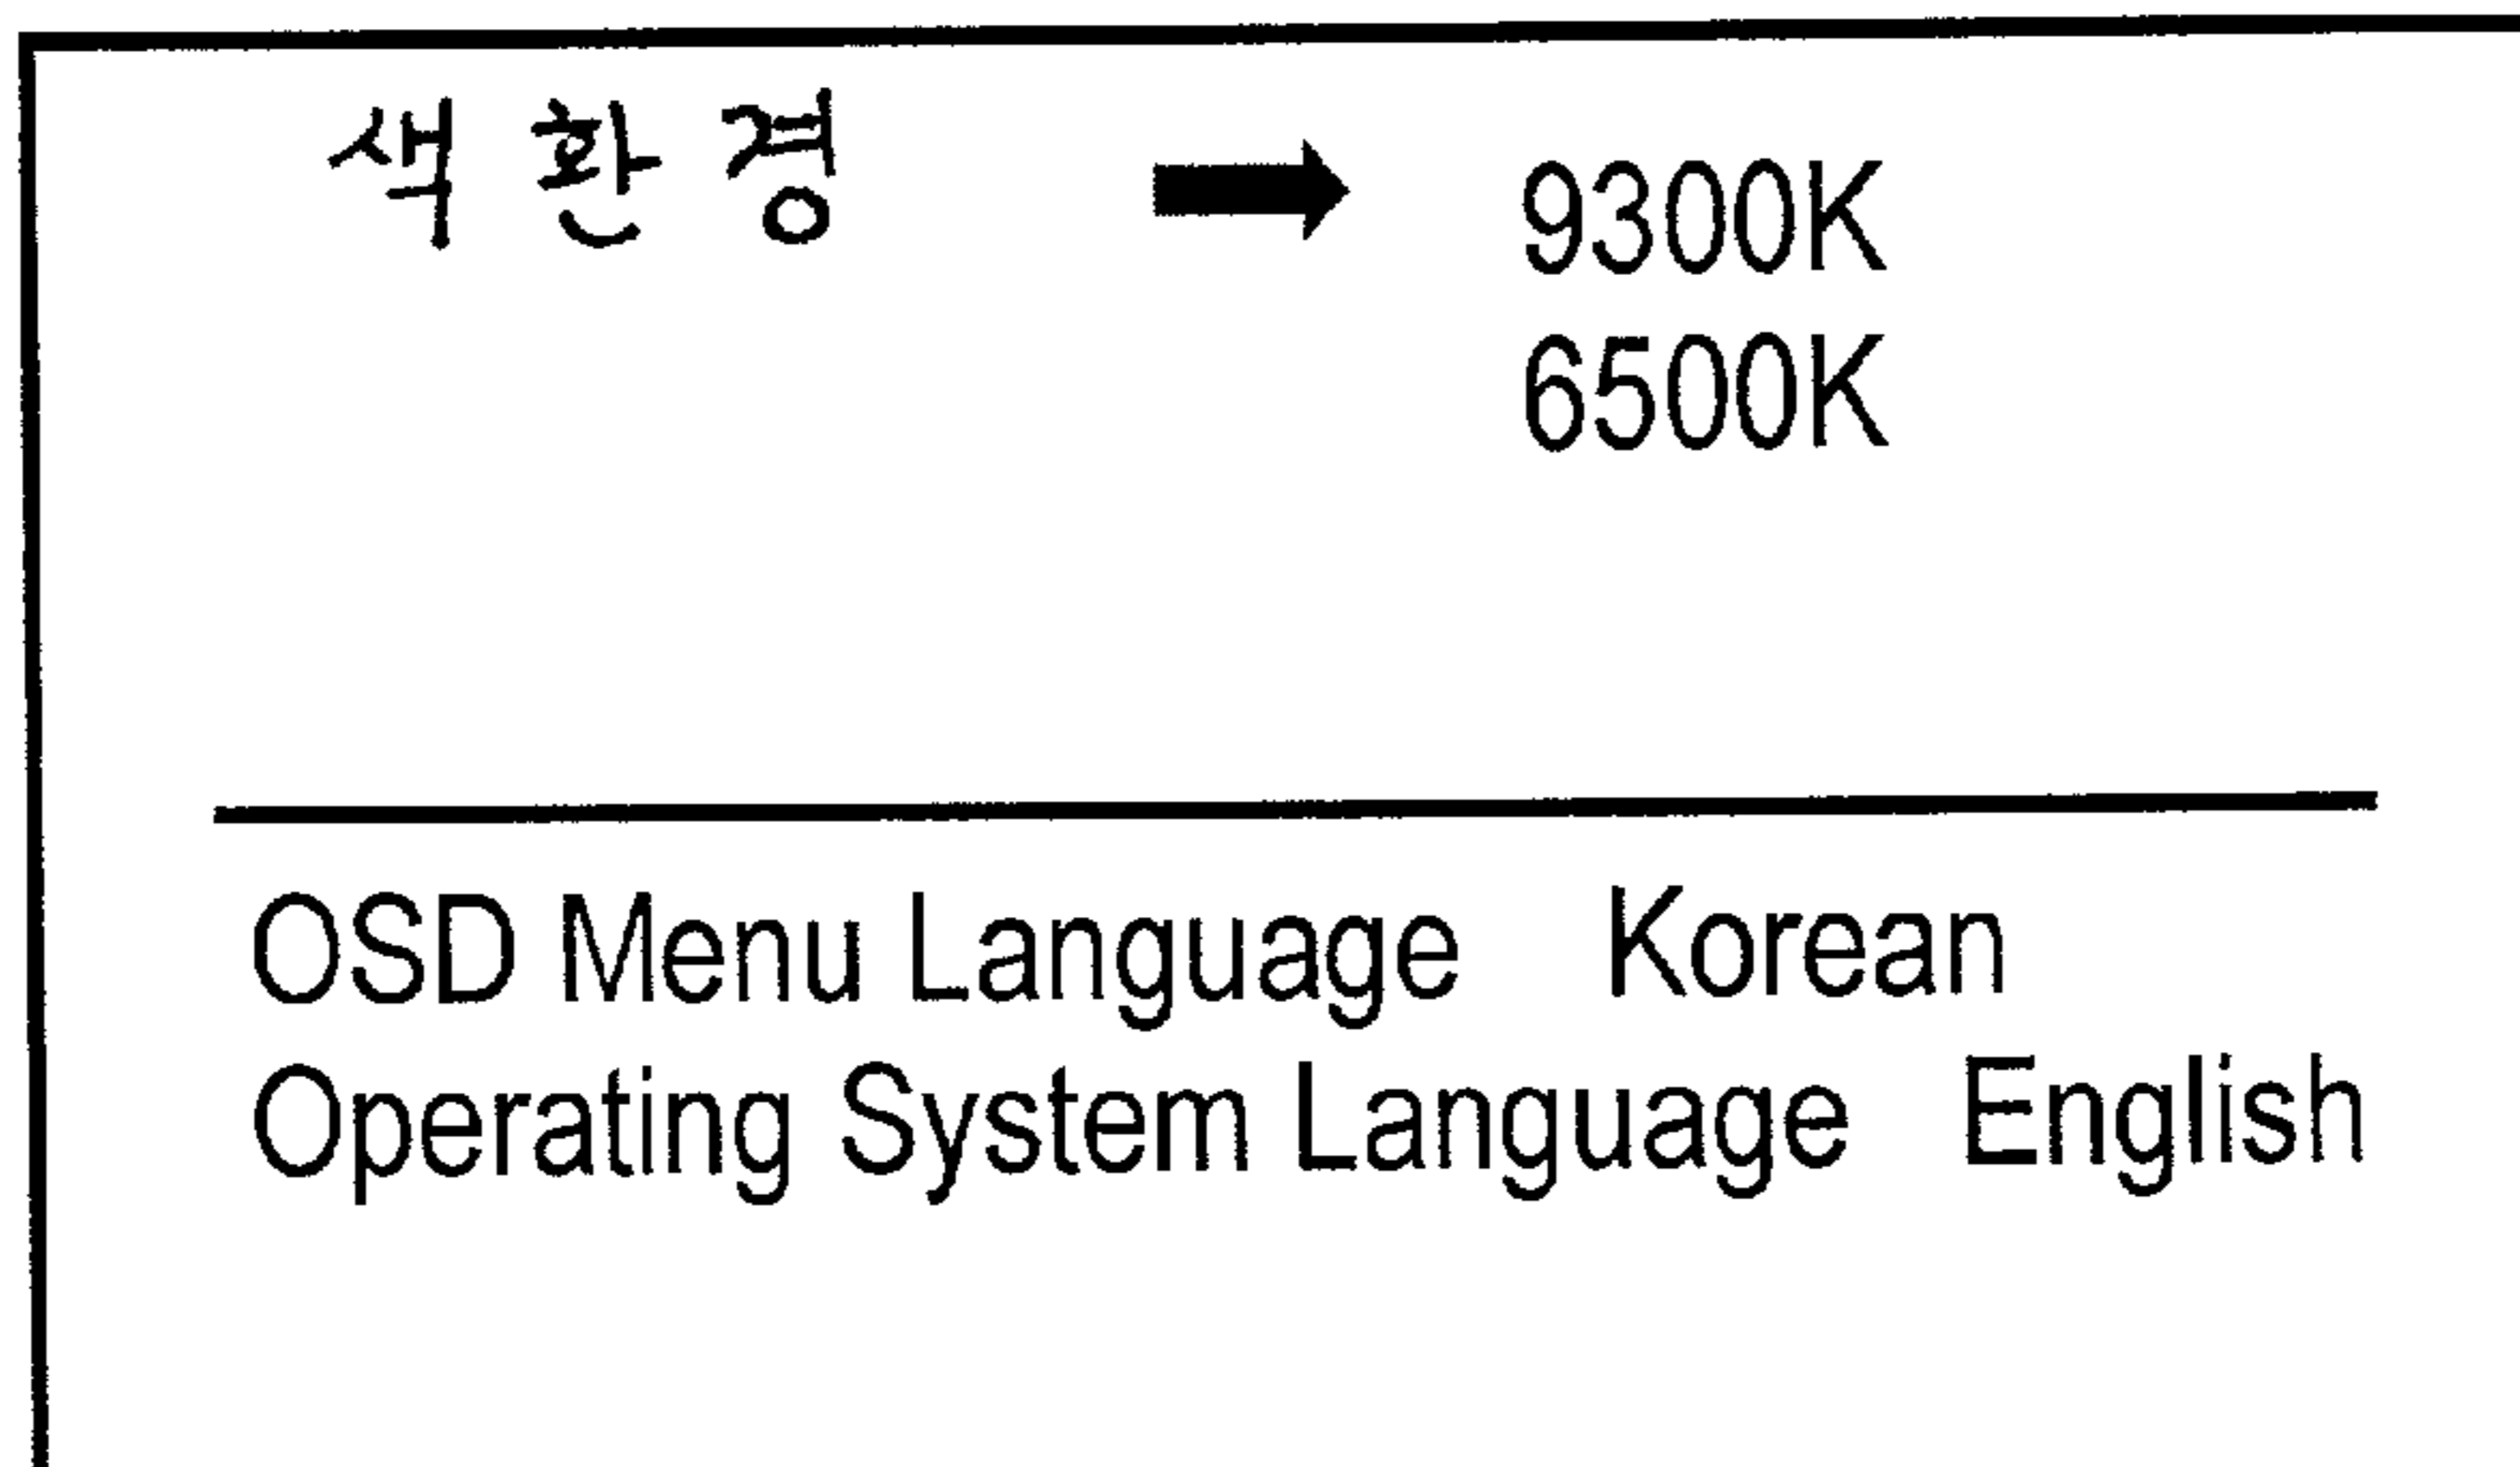 색 환 경 9300K
6500K
OSD Menu Language Korean
Operating System Language English